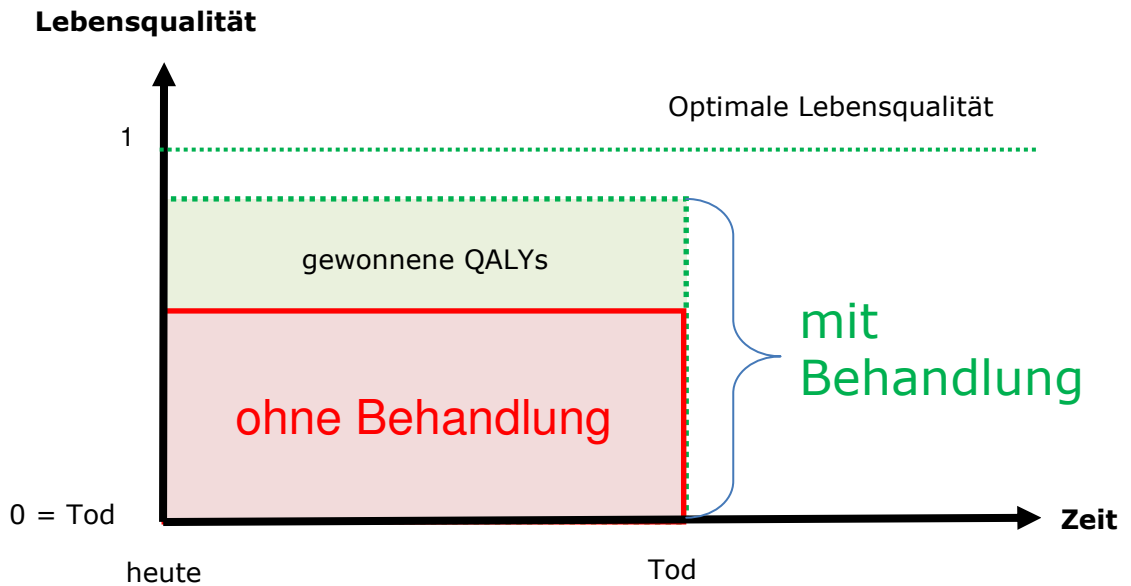 Lebensqualität
Optimale Lebensqualität
1
gewonnene QALYs
mit
Behandlung
ohne Behandlung
0 = Tod
Zeit
heute
Tod